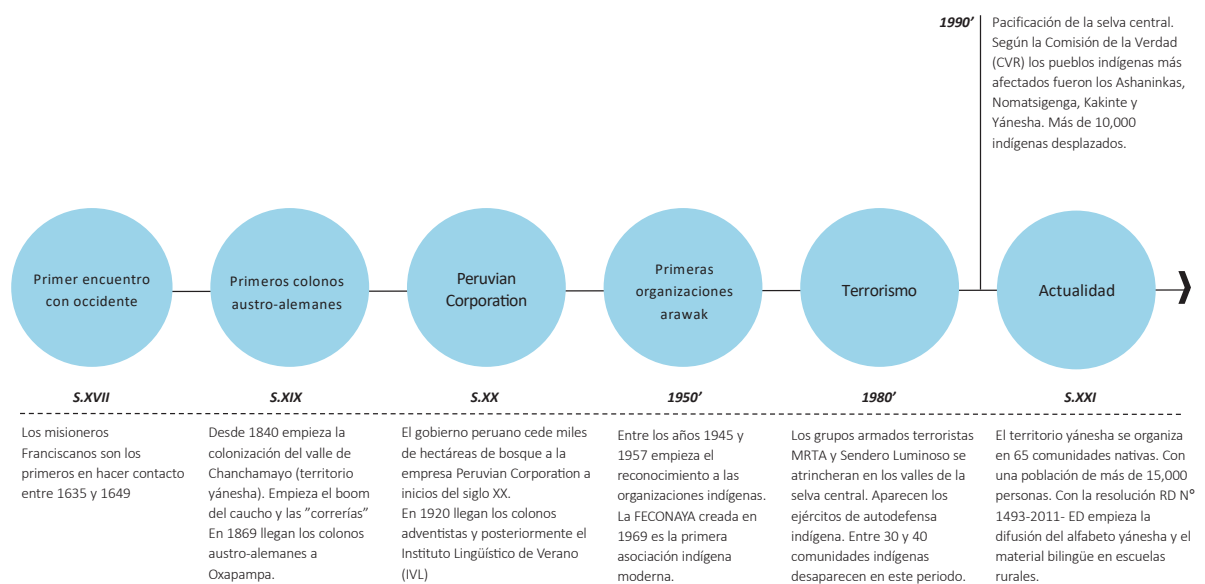 1990’
Pacificación de la selva central.
Según la Comisión de la Verdad
(CVR) los pueblos indígenas más
afectados fueron los Ashaninkas,
Nomatsigenga, Kakinte y
Yánesha. Más de 10,000
indígenas desplazados.
Primer encuentro
con occidente
Primeros colonos
austro-alemanes
Peruvian
Corporation
Primeras
organizaciones
arawak
Terrorismo
Actualidad
S.XVII
S.XIX
S.XX
1950’
1980’
S.XXI
Los misioneros
Franciscanos son los
primeros en hacer contacto
entre 1635 y 1649
Desde 1840 empieza la
colonización del valle de
Chanchamayo (territorio
yánesha). Empieza el boom
del caucho y las ”correrías”
En 1869 llegan los colonos
austro-alemanes a
Oxapampa.
El gobierno peruano cede miles
de hectáreas de bosque a la
empresa Peruvian Corporation a
inicios del siglo XX.
En 1920 llegan los colonos
adventistas y posteriormente el
Instituto Lingüístico de Verano
(IVL)
Entre los años 1945 y
1957 empieza el
reconocimiento a las
organizaciones indígenas.
La FECONAYA creada en
1969 es la primera
asociación indígena
moderna.
Los grupos armados terroristas
MRTA y Sendero Luminoso se
atrincheran en los valles de la
selva central. Aparecen los
ejércitos de autodefensa
indígena. Entre 30 y 40
comunidades indígenas
desaparecen en este periodo.
El territorio yánesha se organiza
en 65 comunidades nativas. Con
una población de más de 15,000
personas. Con la resolución RD N°
1493-2011- ED empieza la
difusión del alfabeto yánesha y el
material bilingüe en escuelas
rurales.